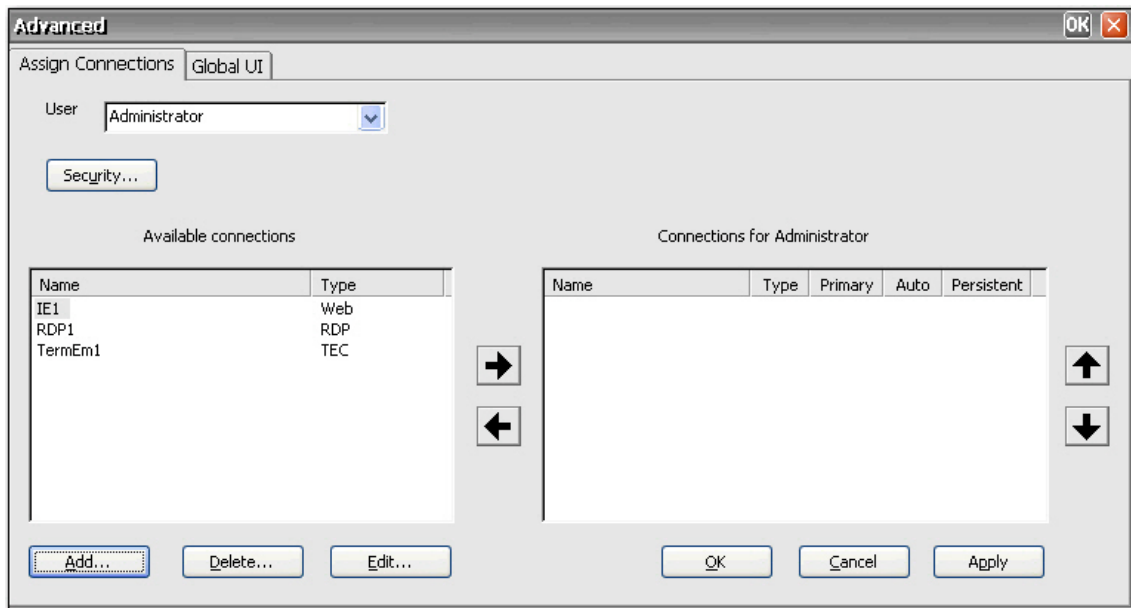 Advanced OK
Assign Connections Global UI
User Administrator
Security...
Available connections Connections for Administrator
Name Type Name Type Primary Auto Persistent
IE1 Web
RDP1 RDP
TermEm1 TEC
Add... Delete... Edit... OK Cancel Apply